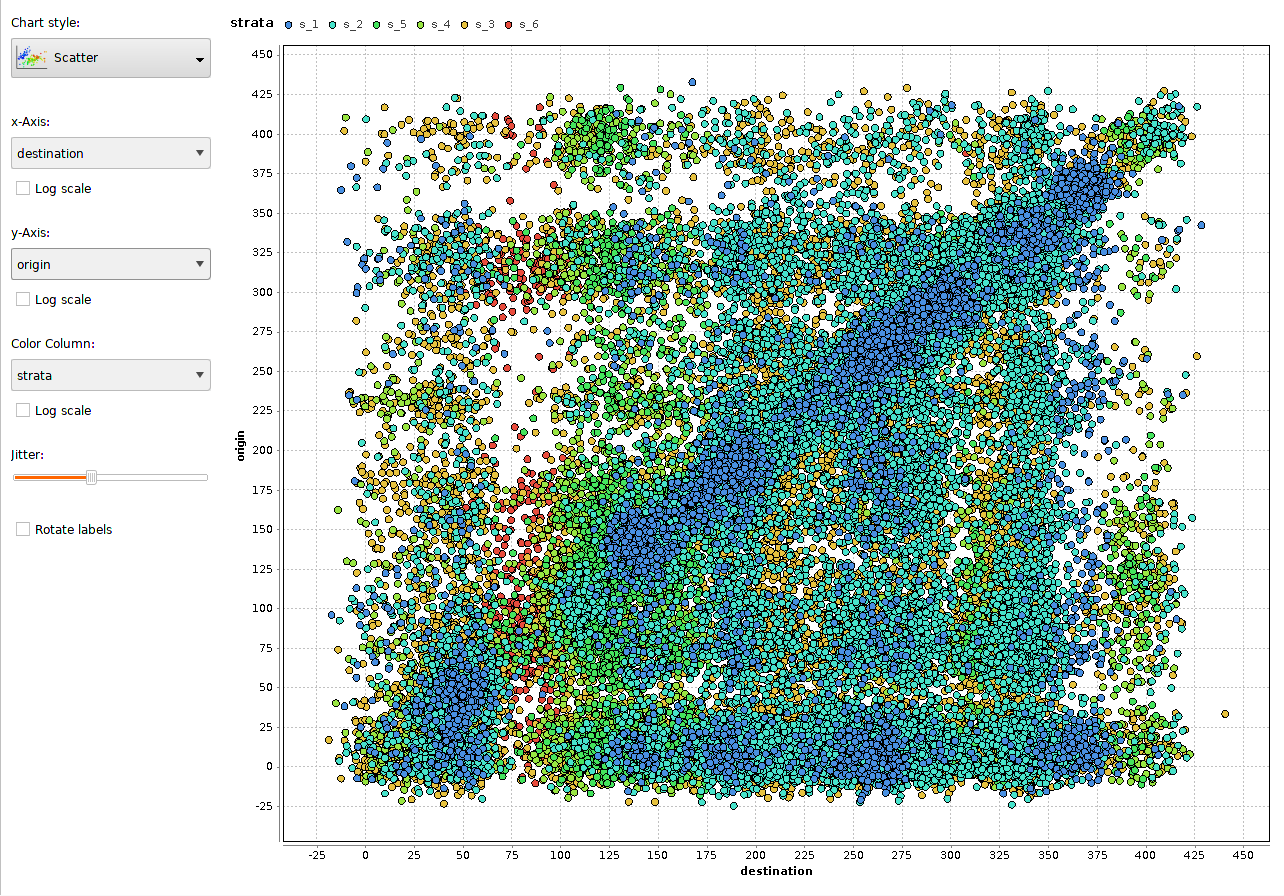 Chart style:
Scatter
x-Axis:
destination
Log scale
y-Axis:
origin
Log scale
Color Column:
strata
Log scale
Jitter:
Rotate labels
strata s_1 s_2 s_5 s_4 s_3 s_6
450
425
400
375
350
325
300
275
250
225
200
175
150
125
100
75
50
25
0
-25
origin
-25 0 25 50 75 100 125 150 175 200 225 250 275 300 325 350 375 400 425 450
destination